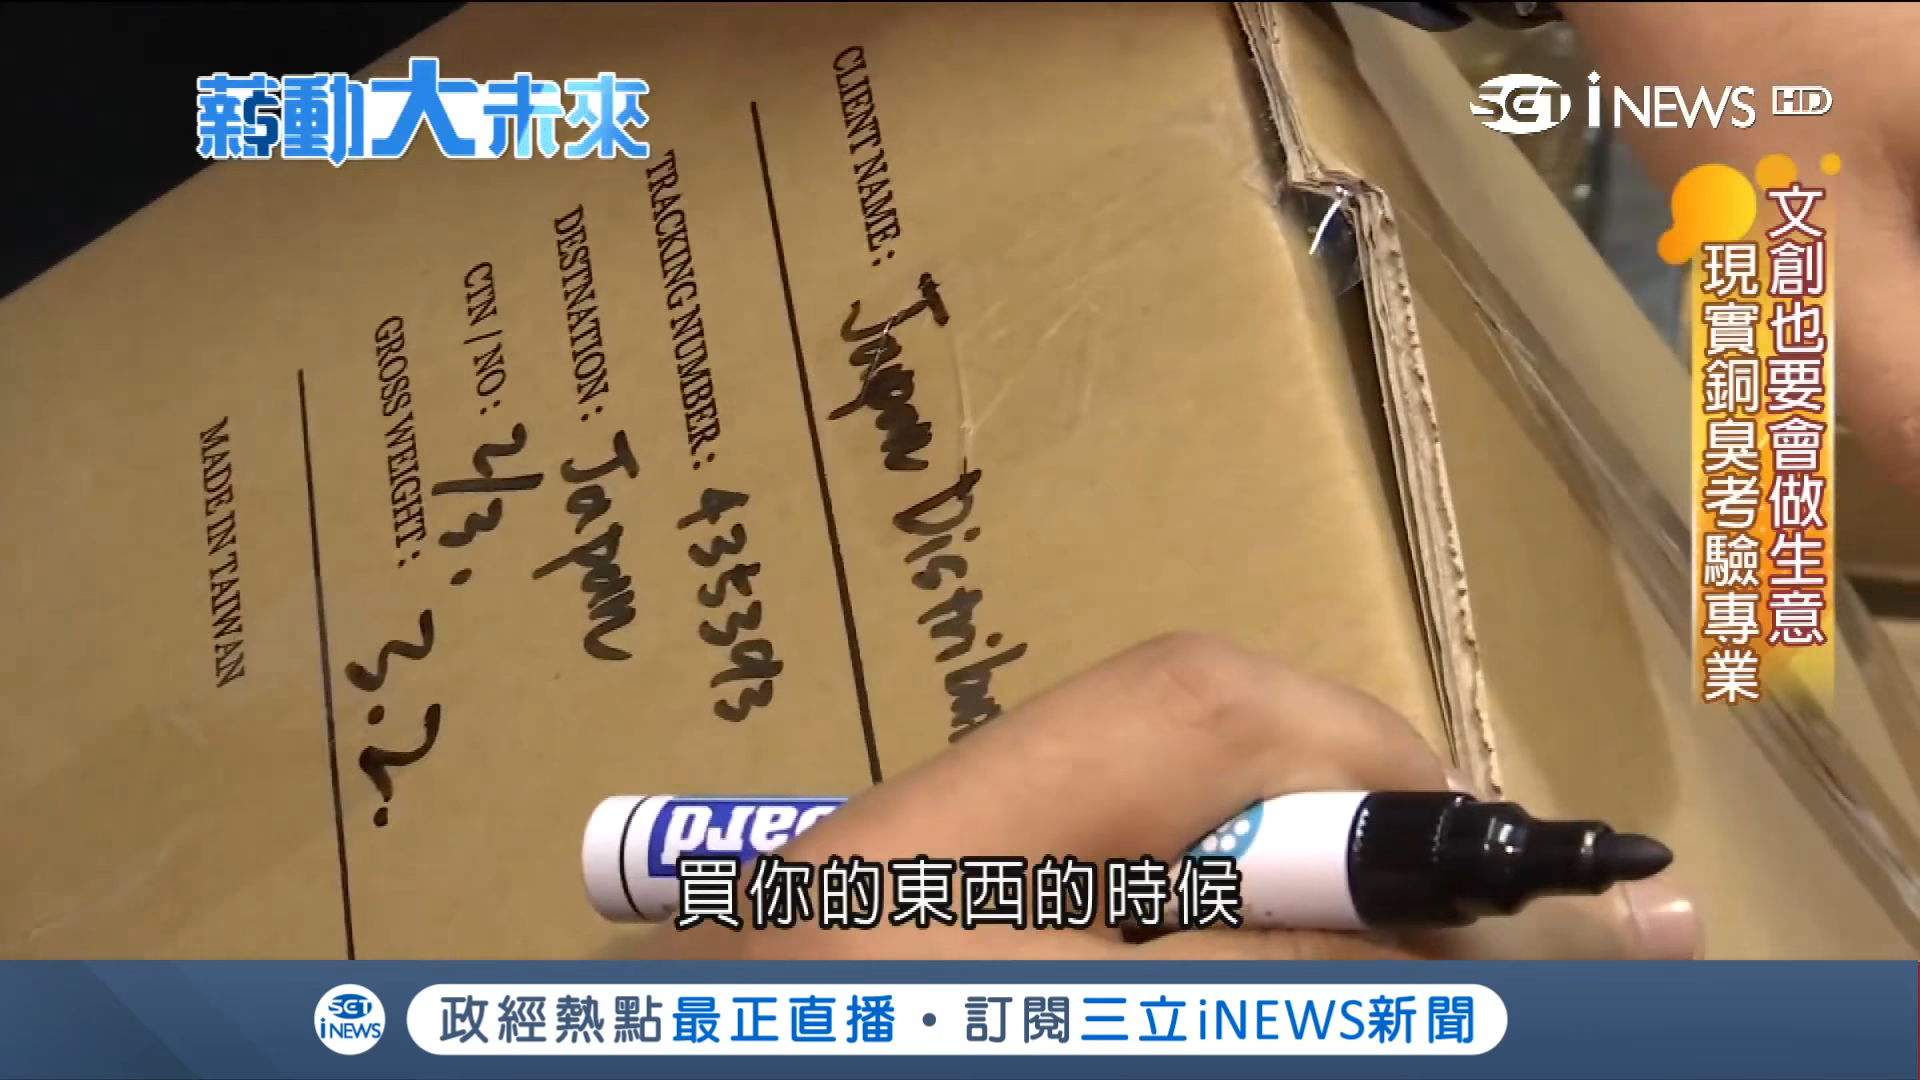 薪動大未來
SET iNEWS HD
文創也要會做生意
現實銅臭考驗專業
CLIENT NAME : Japan
TRACKING NUMBER : 435393
DESTINATION : Japan
CTN / NO : 2/3.
GROSS WEIGHT : 3.2.
MADE IN TAIWAN
買你的東西的時候
SET iNEWS
政經熱點最正直播・訂閱三立iNEWS新聞